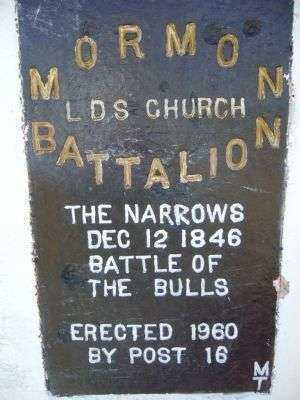 MORMON
LDS CHURCH
BATTALION
THE NARROWS
DEC 12 1846
BATTLE OF
THE BULLS
ERECTED 1960
BY POST 16
MT